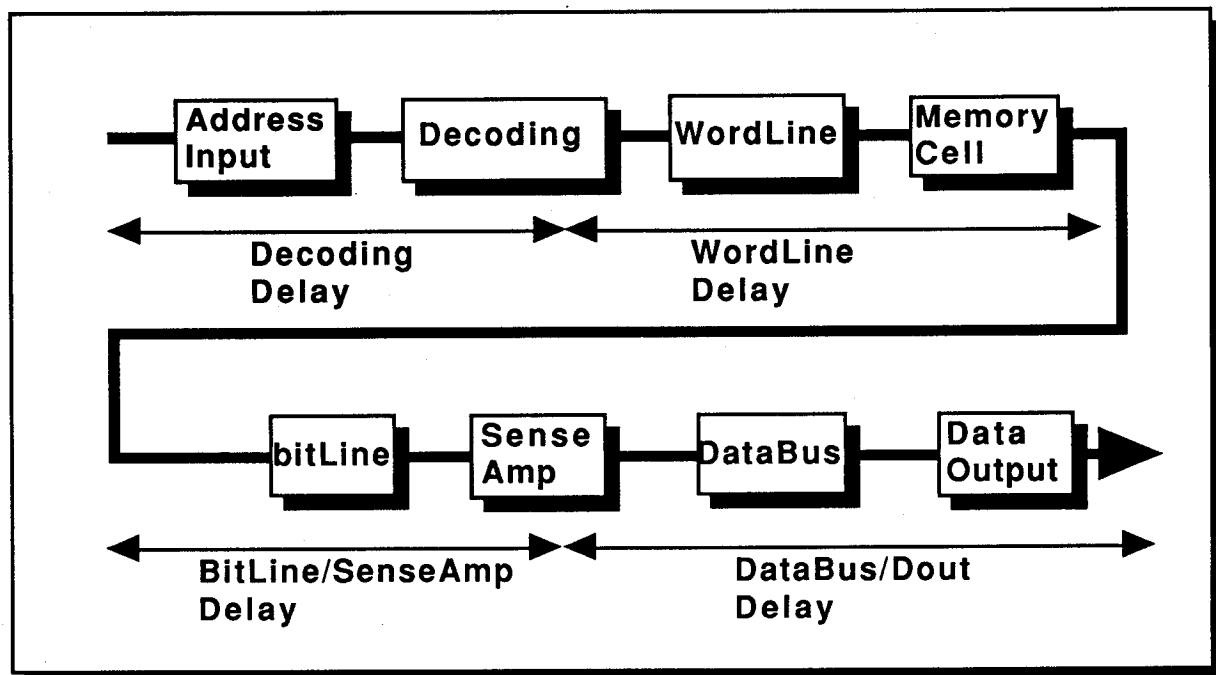 Address
Input
Decoding
WordLine
Memory
Cell
Decoding
Delay
WordLine
Delay
bitLine
Sense
Amp
DataBus
Data
Output
BitLine/SenseAmp
Delay
DataBus/Dout
Delay